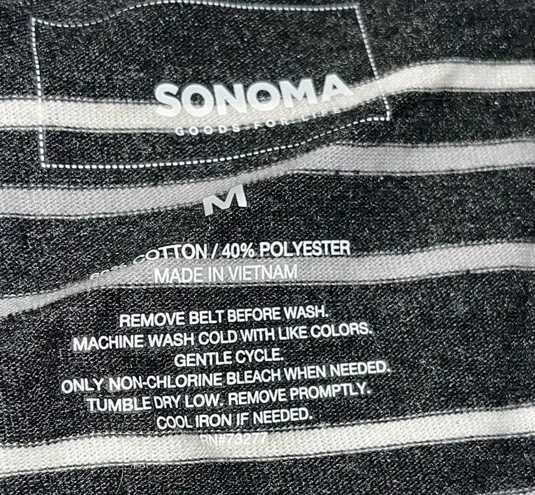 SONOMA
GOODS FOR
M
COTTON / 40% POLYESTER
MADE IN VIETNAM
REMOVE BELT BEFORE WASH.
MACHINE WASH COLD WITH LIKE COLORS.
GENTLE CYCLE.
ONLY NON-CHLORINE BLEACH WHEN NEEDED.
TUMBLE DRY LOW. REMOVE PROMPTLY.
COOL IRON IF NEEDED.
RN#73277